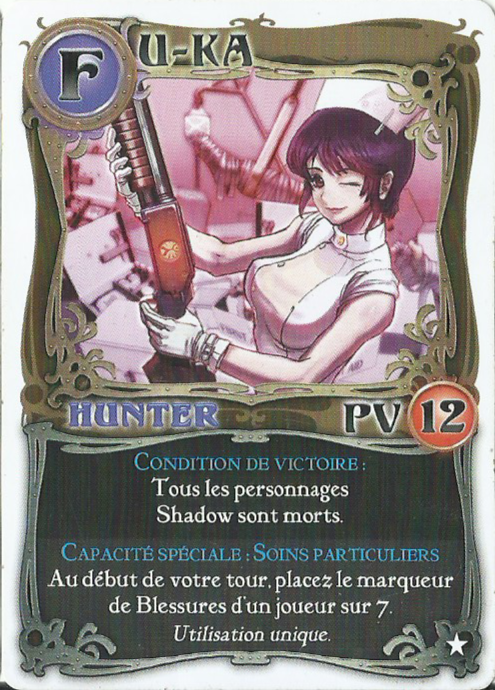 FU-KA
HUNTER PV 12
CONDITION DE VICTOIRE :
Tous les personnages
Shadow sont morts.
CAPACITÉ SPÉCIALE : SOINS PARTICULIERS
Au début de votre tour, placez le marqueur
de Blessures d'un joueur sur 7.
Utilisation unique.